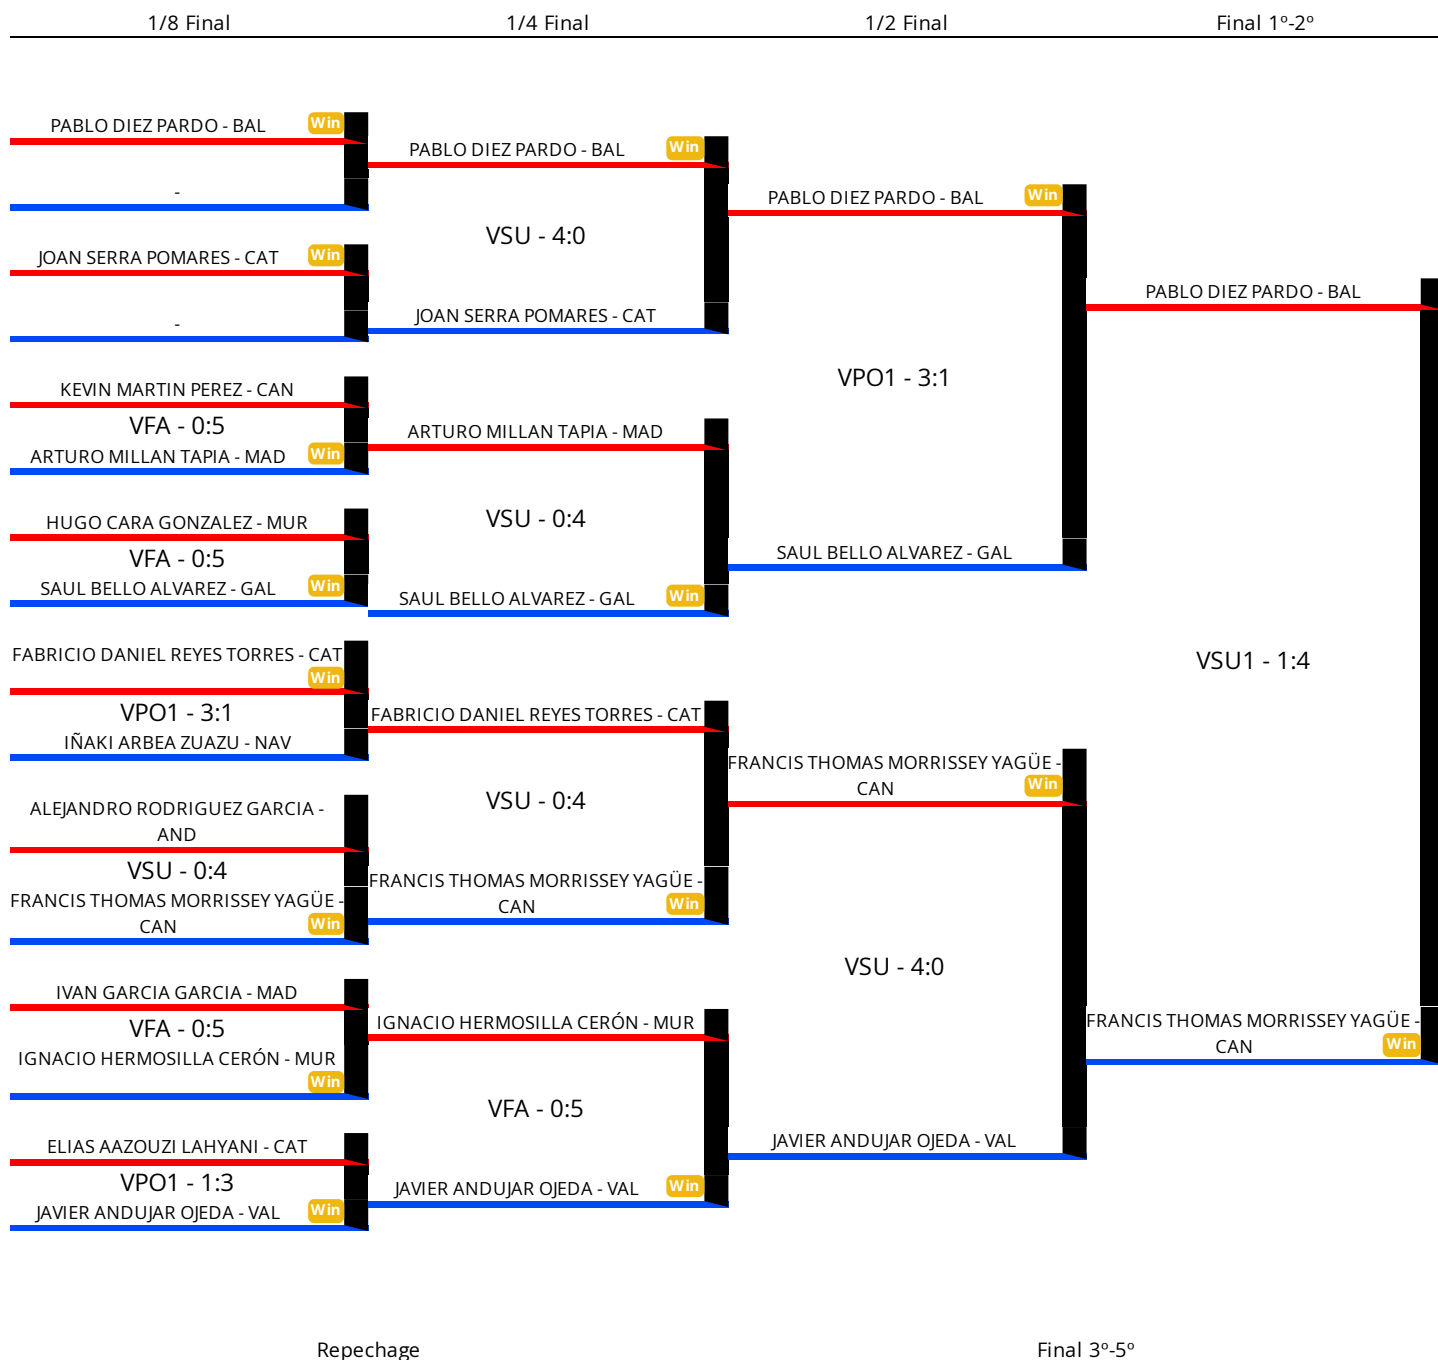 1/8 Final
1/4 Final
1/2 Final
Final 1º-2º
PABLO DIEZ PARDO - BAL
Win
-
JOAN SERRA POMARES - CAT
Win
-
KEVIN MARTIN PEREZ - CAN
VFA - 0:5
ARTURO MILLAN TAPIA - MAD
Win
HUGO CARA GONZALEZ - MUR
VFA - 0:5
SAUL BELLO ALVAREZ - GAL
Win
FABRICIO DANIEL REYES TORRES - CAT
Win
VPO1 - 3:1
IÑAKI ARBEA ZUAZU - NAV
ALEJANDRO RODRIGUEZ GARCIA -
AND
VSU - 0:4
FRANCIS THOMAS MORRISSEY YAGÜE -
CAN
Win
IVAN GARCIA GARCIA - MAD
VFA - 0:5
IGNACIO HERMOSILLA CERÓN - MUR
Win
ELIAS AAZOUZI LAHYANI - CAT
VPO1 - 1:3
JAVIER ANDUJAR OJEDA - VAL
Win
PABLO DIEZ PARDO - BAL
Win
VSU - 4:0
JOAN SERRA POMARES - CAT
ARTURO MILLAN TAPIA - MAD
VSU - 0:4
SAUL BELLO ALVAREZ - GAL
Win
FABRICIO DANIEL REYES TORRES - CAT
VSU - 0:4
FRANCIS THOMAS MORRISSEY YAGÜE -
CAN
Win
IGNACIO HERMOSILLA CERÓN - MUR
VFA - 0:5
JAVIER ANDUJAR OJEDA - VAL
Win
PABLO DIEZ PARDO - BAL
Win
VPO1 - 3:1
SAUL BELLO ALVAREZ - GAL
FRANCIS THOMAS MORRISSEY YAGÜE -
CAN
Win
VSU - 4:0
JAVIER ANDUJAR OJEDA - VAL
PABLO DIEZ PARDO - BAL
VSU1 - 1:4
FRANCIS THOMAS MORRISSEY YAGÜE -
CAN
Win
Repechage
Final 3º-5º